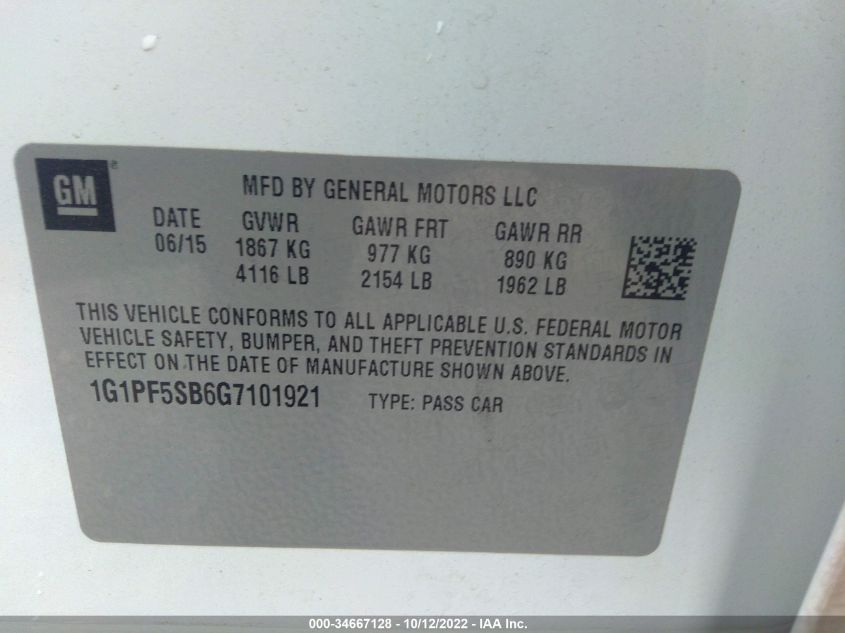 GM
MFD BY GENERAL MOTORS LLC
DATE GVWR GAWR FRT GAWR RR
06/15 1867 KG 977 KG 890 KG
4116 LB 2154 LB 1962 LB
THIS VEHICLE CONFORMS TO ALL APPLICABLE U.S. FEDERAL MOTOR
VEHICLE SAFETY, BUMPER, AND THEFT PREVENTION STANDARDS IN
EFFECT ON THE DATE OF MANUFACTURE SHOWN ABOVE.
1G1PF5SB6G7101921 TYPE: PASS CAR
000-34667128 - 10/12/2022 - IAA Inc.